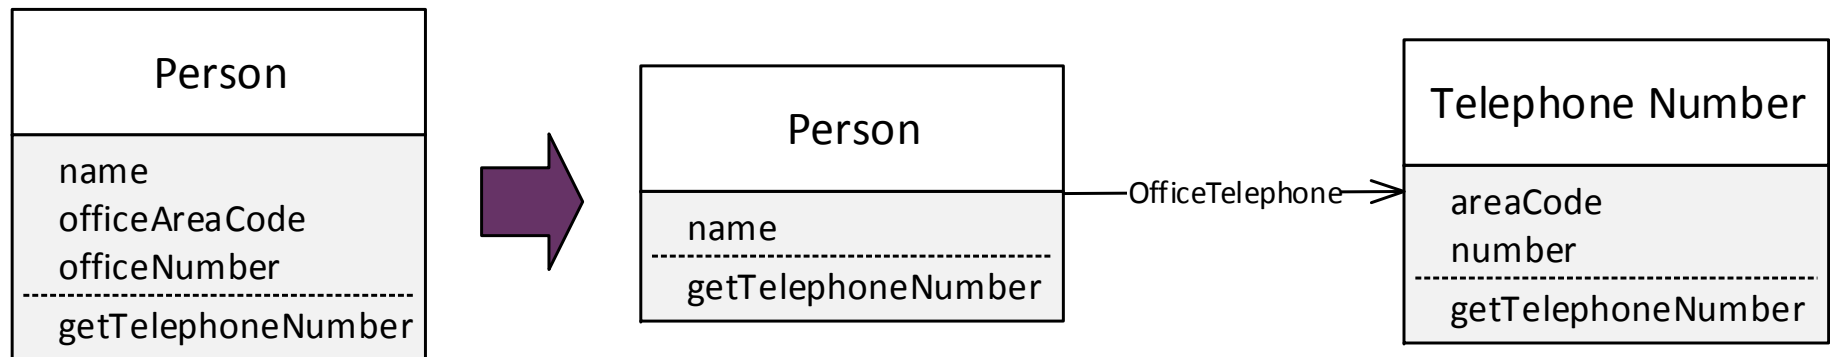 Person
name
officeAreaCode
officeNumber
getTelephoneNumber
Person
name
getTelephoneNumber
OfficeTelephone
Telephone Number
areaCode
number
getTelephoneNumber